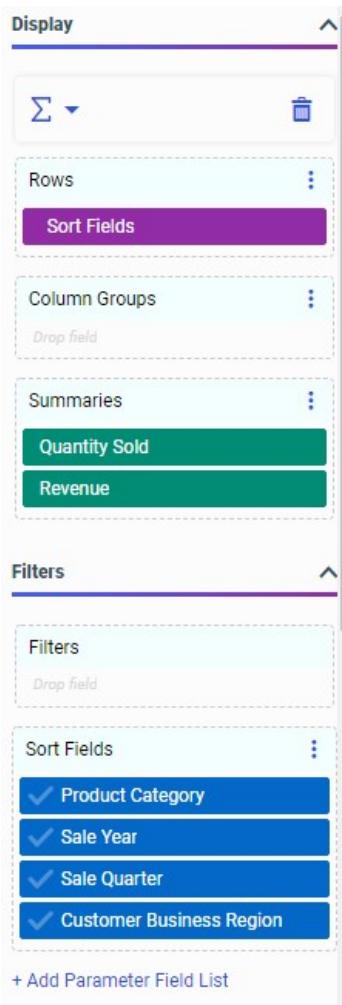 Display
Σ
Rows
Sort Fields
Column Groups
Drop field
Summaries
Quantity Sold
Revenue
Filters
Filters
Drop field
Sort Fields
Product Category
Sale Year
Sale Quarter
Customer Business Region
+ Add Parameter Field List